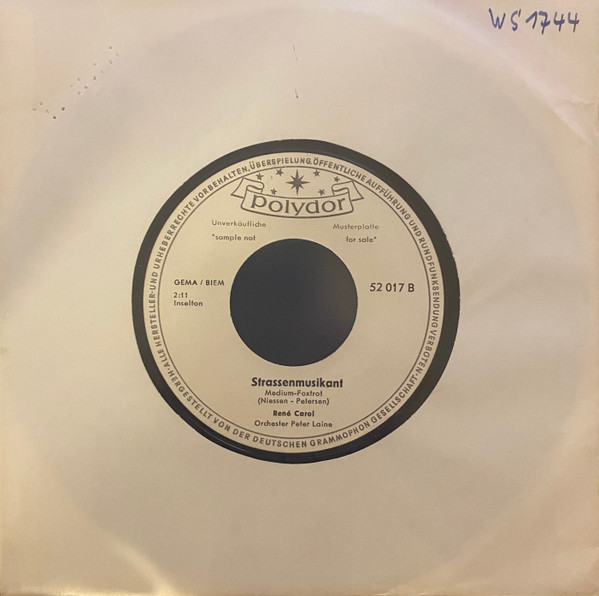 WS 1744
·ALLE HERSTELLER-UND URHEBERRECHTE VORBEHALTEN, ÜBERSPIELUNG, ÖFFENTLICHE AUFFÜHRUNG UND RUNDFUNKSENDUNG VERBOTEN·
polydor
Unverkäufliche Musterplatte
"sample not for sale"
GEMA / BIEM
52 017 B
2:11
Inselton
Strassenmusikant
Medium-Foxtrot
(Niessen - Petersen)
René Carol
Orchester Peter Laine
HERGESTELLT VON DER DEUTSCHEN GRAMMOPHON GESELLSCHAFT·